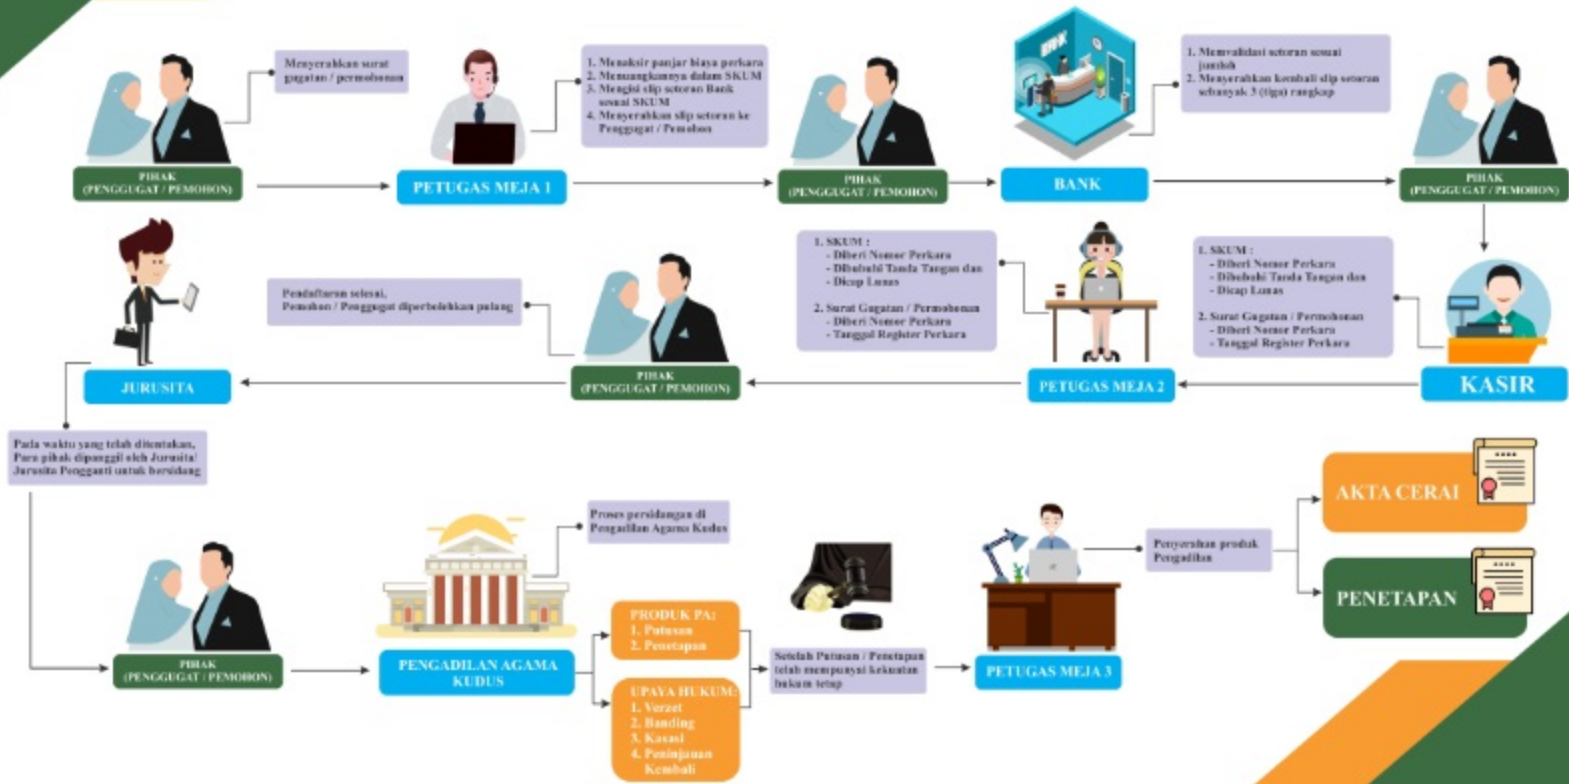 Menyerahkan surat
gugatan / permohonan
PIHAK
(PENGGUGAT / PEMOHON)
1. Menaksir panjar biaya perkara
2. Menuangkannya dalam SKUM
3. Mengisi slip setoran Bank
sesuai SKUM
4. Menyerahkan slip setoran ke
Penggugat / Pemohon
PETUGAS MEJA 1
PIHAK
(PENGGUGAT / PEMOHON)
BANK
1. Memvalidasi setoran sesuai
jumlah
2. Menyerahkan kembali slip setoran
sebanyak 3 (tiga) rangkap
BANK
PIHAK
(PENGGUGAT / PEMOHON)
1. SKUM :
- Diberi Nomor Perkara
- Dibubuhi Tanda Tangan dan
- Dicap Lunas
2. Surat Gugatan / Permohonan
- Diberi Nomor Perkara
- Tanggal Register Perkara
KASIR
1. SKUM :
- Diberi Nomor Perkara
- Dibubuhi Tanda Tangan dan
- Dicap Lunas
2. Surat Gugatan / Permohonan
- Diberi Nomor Perkara
- Tanggal Register Perkara
PETUGAS MEJA 2
Pendaftaran selesai,
Pemohon / Penggugat diperbolehkan pulang
PIHAK
(PENGGUGAT / PEMOHON)
JURUSITA
Pada waktu yang telah ditentukan,
Para pihak dipanggil oleh Jurusita/
Jurusita Pengganti untuk bersidang
PIHAK
(PENGGUGAT / PEMOHON)
Proses persidangan di
Pengadilan Agama Kudus
PENGADILAN AGAMA
KUDUS
PRODUK PA:
1. Putusan
2. Penetapan
UPAYA HUKUM:
1. Verzet
2. Banding
3. Kasasi
4. Peninjauan
Kembali
Setelah Putusan / Penetapan
telah mempunyai kekuatan
hukum tetap
PETUGAS MEJA 3
Penyerahan produk
Pengadilan
AKTA CERAI
PENETAPAN